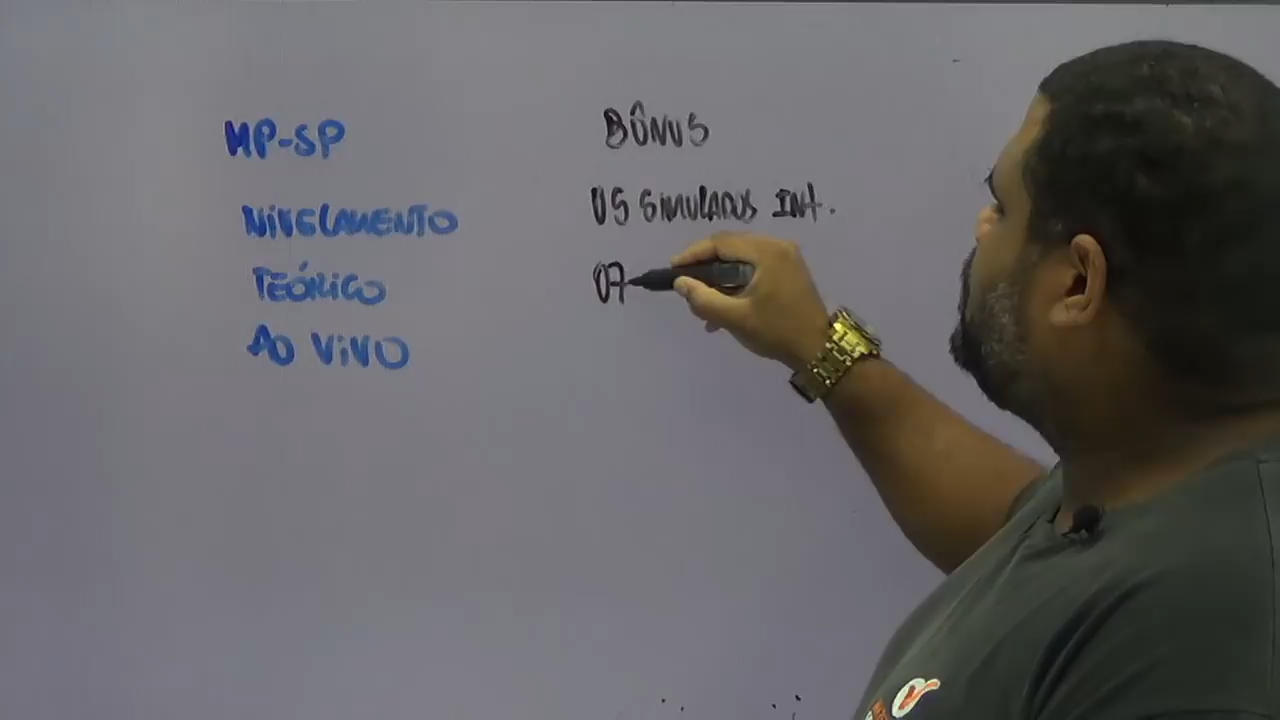 MP-SP
NIVELAMENTO
TEÓRICO
AO VIVO
BÔNUS
05 SIMULADOS INt.
07